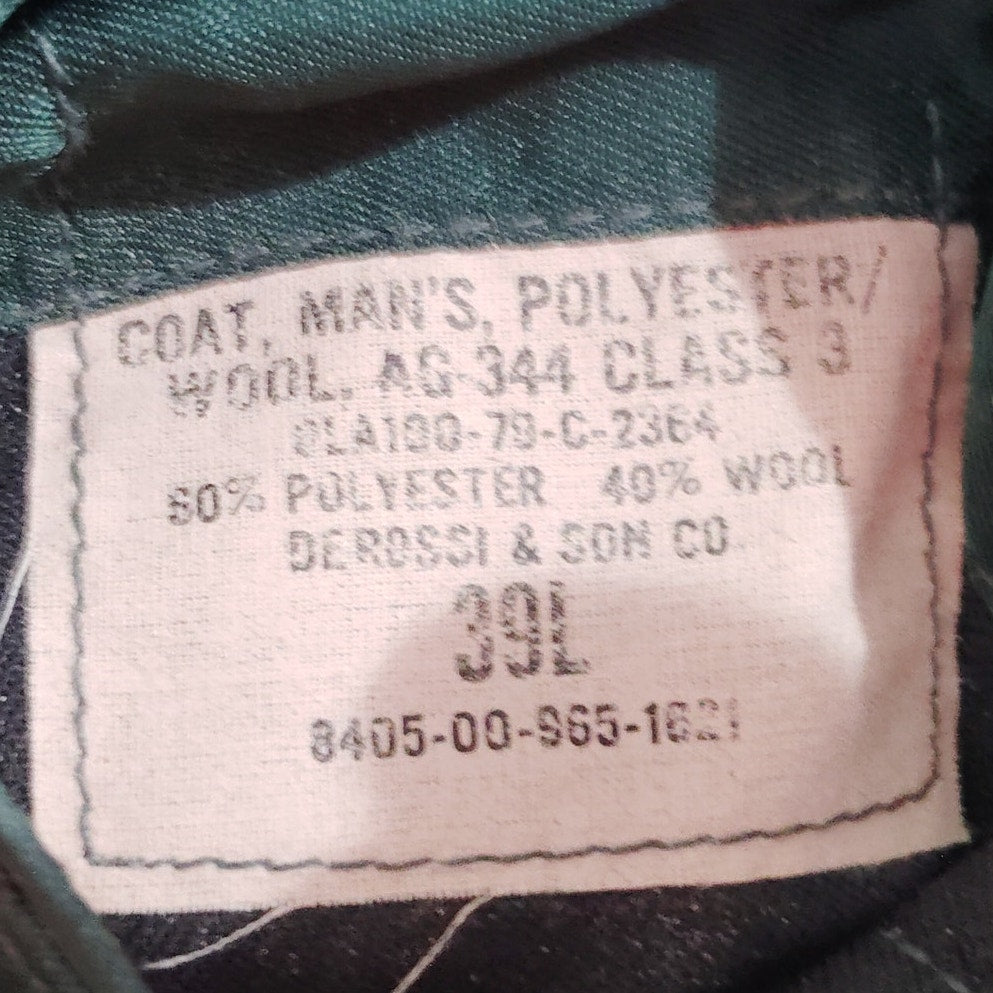 COAT, MAN'S, POLYESTER/
WOOL, AG-344 CLASS 3
DLA100-79-C-2364
60% POLYESTER 40% WOOL
DEROSSI & SON CO
39L
8405-00-965-1621